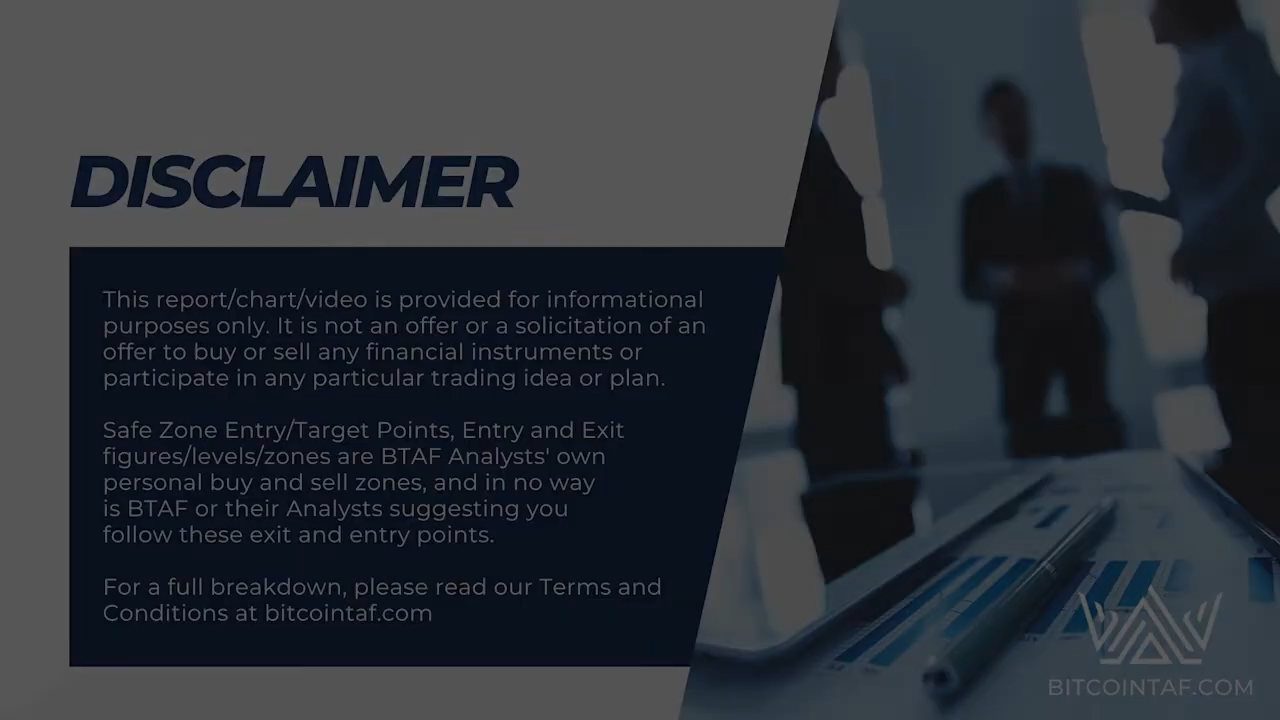 DISCLAIMER
This report/chart/video is provided for informational
purposes only. It is not an offer or a solicitation of an
offer to buy or sell any financial instruments or
participate in any particular trading idea or plan.
Safe Zone Entry/Target Points, Entry and Exit
figures/levels/zones are BTAF Analysts' own
personal buy and sell zones, and in no way
is BTAF or their Analysts suggesting you
follow these exit and entry points.
For a full breakdown, please read our Terms and
Conditions at bitcointaf.com
BITCOINTAF.COM